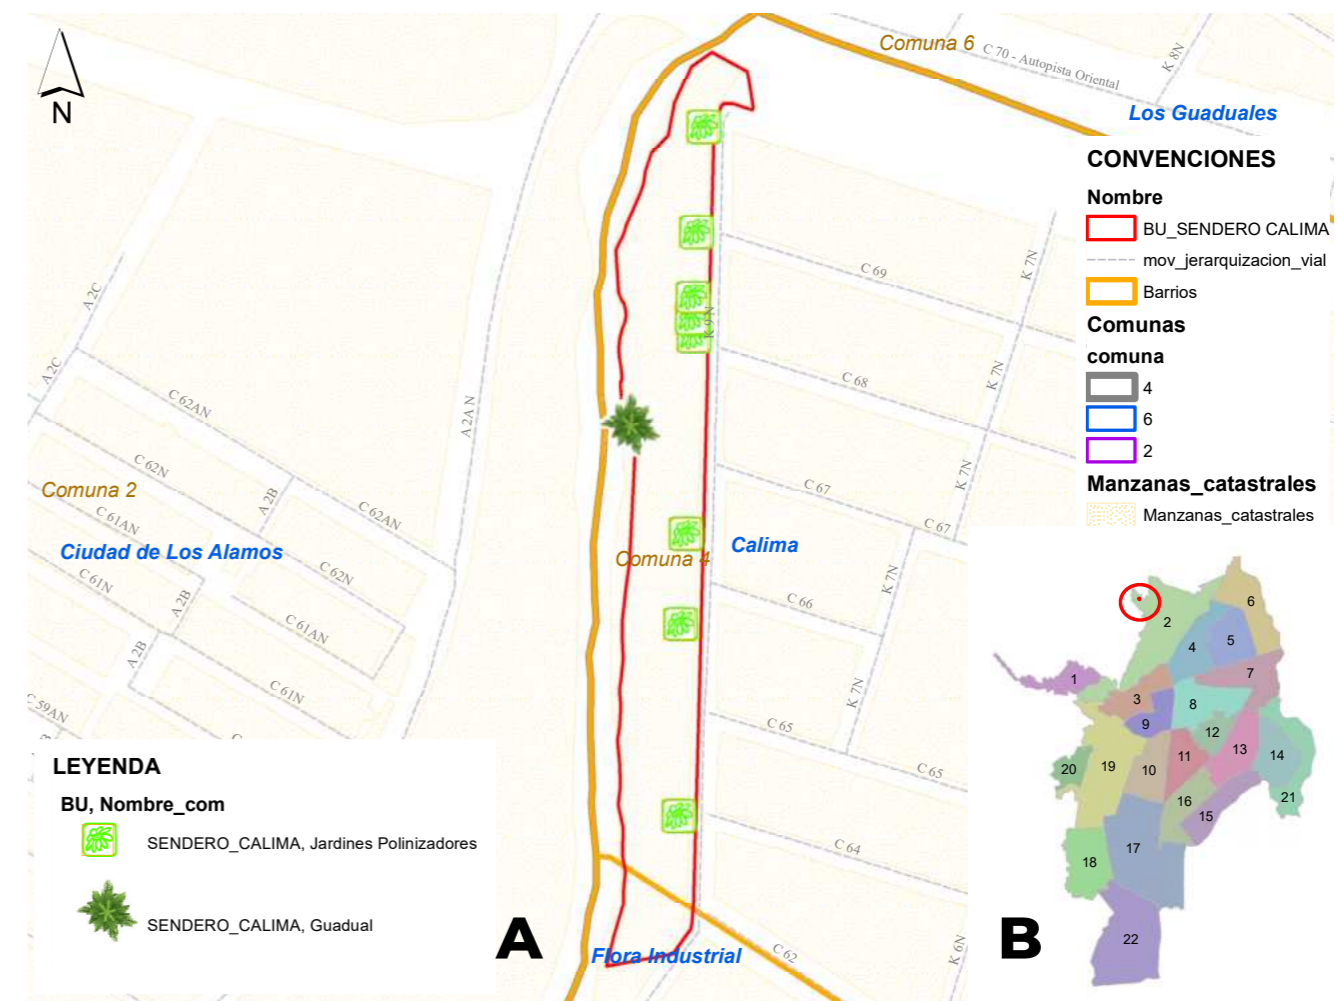 N
Comuna 6
C 70 - Autopista Oriental
K 8N
Los Guaduales
CONVENCIONES
Nombre
BU_SENDERO CALIMA
mov_jerarquizacion_vial
Barrios
Comunas
comuna
4
6
2
Manzanas_catastrales
Manzanas_catastrales
A 2C
A 2C
C 62AN
C 62N
A 2B
C 62AN
A 2A N
Comuna 2
C 61AN
Ciudad de Los Alamos
C 62N
C 61N
A 2B
C 61AN
A 2B
C 61N
C 59AN
K 9N
C 69
K 7N
C 68
K 7N
C 67
K 7N
C 67
Comuna 4
Calima
K 7N
C 66
K 7N
C 65
C 65
C 64
C 62
K 6N
Flora Industrial
LEYENDA
BU, Nombre_com
SENDERO_CALIMA, Jardines Polinizadores
SENDERO_CALIMA, Guadual
A
B
6
2
5
4
7
1
3
8
9
12
13
14
11
10
19
20
21
16
15
17
18
22